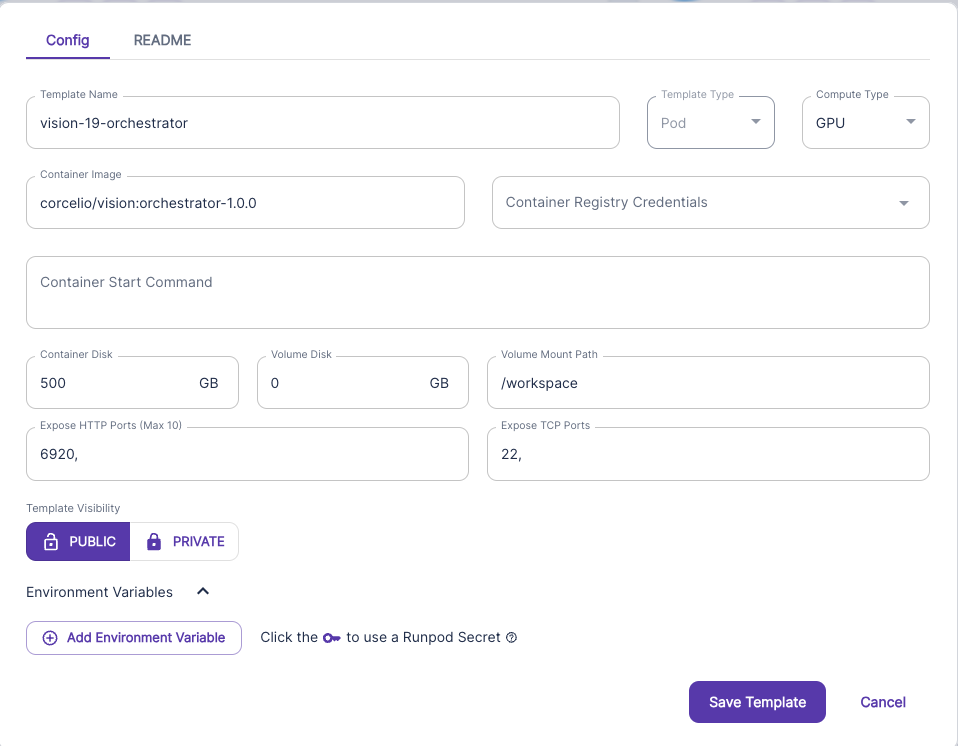 Config README
Template Name
vision-19-orchestrator
Template Type
Pod
Compute Type
GPU
Container Image
corcelio/vision:orchestrator-1.0.0
Container Registry Credentials
Container Start Command
Container Disk
500 GB
Volume Disk
0 GB
Volume Mount Path
/workspace
Expose HTTP Ports (Max 10)
6920,
Expose TCP Ports
22,
Template Visibility
PUBLIC PRIVATE
Environment Variables
Add Environment Variable
Click the to use a Runpod Secret
Save Template Cancel